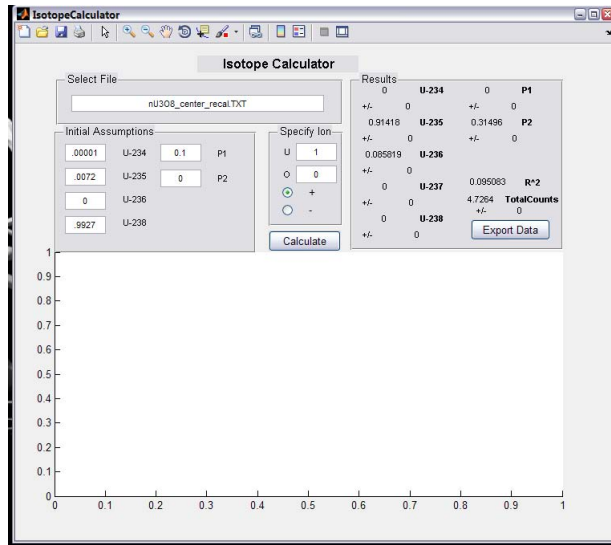 IsotopeCalculator
Isotope Calculator
Select File
nU3O8_center_recal.TXT
Initial Assumptions
.00001 U-234 0.1 P1
.0072 U-235 0 P2
0 U-236
.9927 U-238
Specify Ion
U 1
O 0
+
-
Calculate
Results
0 U-234 0 P1
+/- 0 +/- 0
0.91418 U-235 0.31496 P2
+/- 0 +/- 0
0.085819 U-236
+/- 0
0 U-237 0.095083 R^2
+/- 0 4.7264 TotalCounts
+/- 0
0 U-238
+/- 0
Export Data
1
0.9
0.8
0.7
0.6
0.5
0.4
0.3
0.2
0.1
0
0 0.1 0.2 0.3 0.4 0.5 0.6 0.7 0.8 0.9 1